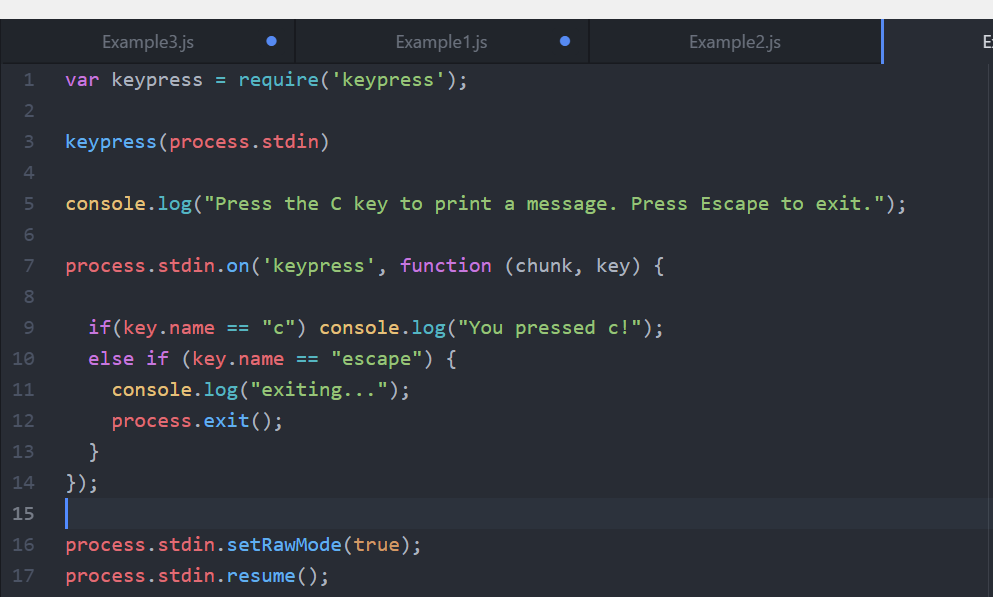 Example3.js Example1.js Example2.js
1 var keypress = require('keypress');
2
3 keypress(process.stdin)
4
5 console.log("Press the C key to print a message. Press Escape to exit.");
6
7 process.stdin.on('keypress', function (chunk, key) {
8
9 if(key.name == "c") console.log("You pressed c!");
10 else if (key.name == "escape") {
11 console.log("exiting...");
12 process.exit();
13 }
14 });
15
16 process.stdin.setRawMode(true);
17 process.stdin.resume();